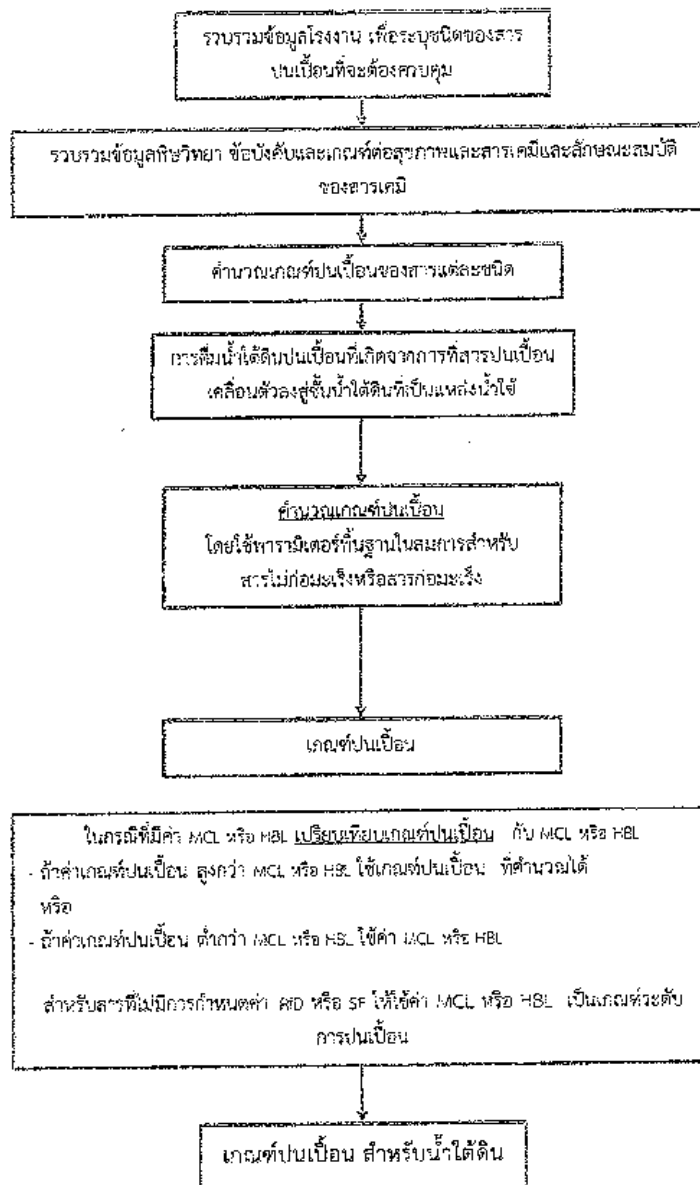 รวบรวมข้อมูลโรงงาน เพื่อระบุชนิดของสาร
ปนเปื้อนที่จะต้องควบคุม
รวบรวมข้อมูลพิษวิทยา ข้อบังคับและเกณฑ์ต่อสุขภาพและสารเคมีและลักษณะสมบัติ
ของสารเคมี
คำนวณเกณฑ์ปนเปื้อนของสารแต่ละชนิด
การดื่มน้ำใต้ดินปนเปื้อนที่เกิดจากการที่สารปนเปื้อน
เคลื่อนตัวลงสู่ชั้นน้ำใต้ดินที่เป็นแหล่งน้ำใช้
คำนวณเกณฑ์ปนเปื้อน
โดยใช้พารามิเตอร์พื้นฐานในสมการสำหรับ
สารไม่ก่อมะเร็งหรือสารก่อมะเร็ง
เกณฑ์ปนเปื้อน
ในกรณีที่มีค่า MCL หรือ HBL เปรียบเทียบเกณฑ์ปนเปื้อน กับ MCL หรือ HBL
- ถ้าค่าเกณฑ์ปนเปื้อน สูงกว่า MCL หรือ HBL ใช้เกณฑ์ปนเปื้อน ที่คำนวณได้
หรือ
- ถ้าค่าเกณฑ์ปนเปื้อน ต่ำกว่า MCL หรือ HBL ใช้ค่า MCL หรือ HBL
สำหรับสารที่ไม่มีการกำหนดค่า RfD หรือ SF ให้ใช้ค่า MCL หรือ HBL เป็นเกณฑ์ระดับ
การปนเปื้อน
เกณฑ์ปนเปื้อน สำหรับน้ำใต้ดิน